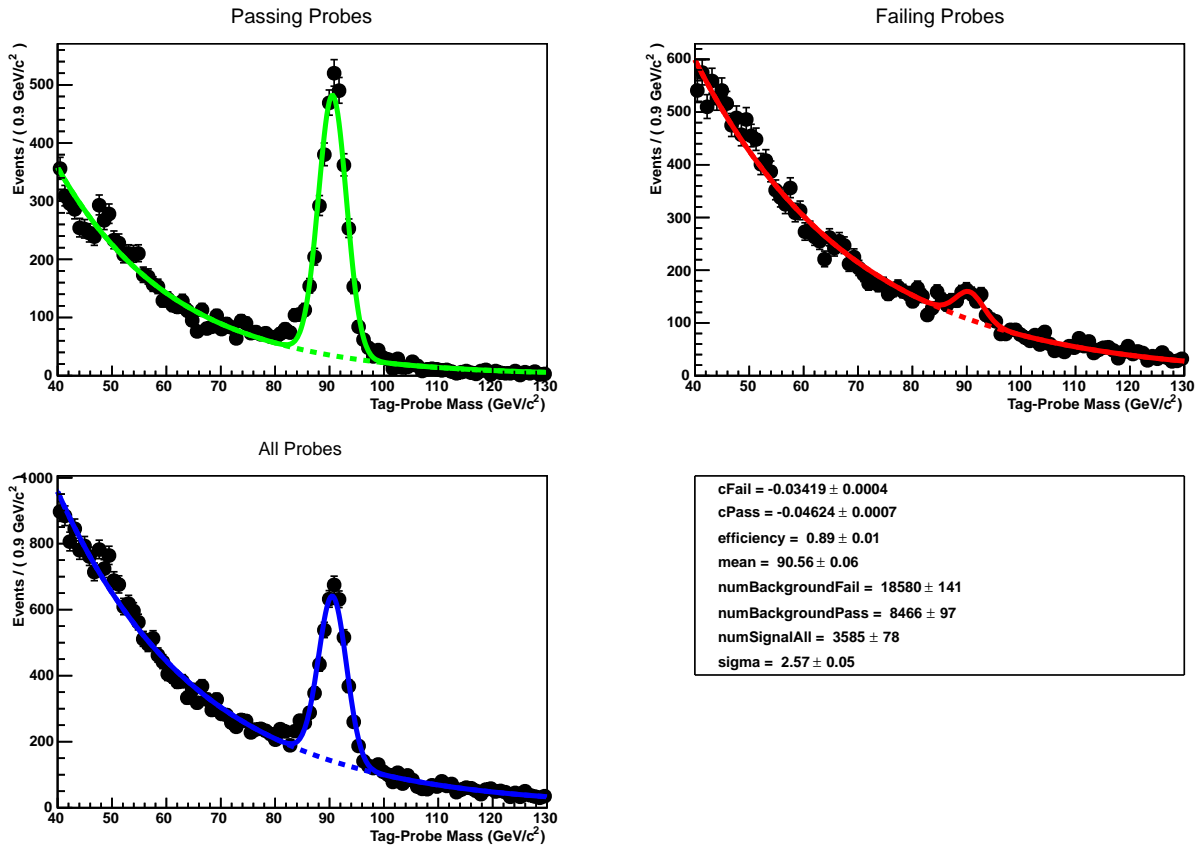 Passing Probes
Events / ( 0.9 GeV/c² )
500
400
300
200
100
0
40 50 60 70 80 90 100 110 120 130
Tag-Probe Mass (GeV/c²)
Failing Probes
Events / ( 0.9 GeV/c² )
600
500
400
300
200
100
0
40 50 60 70 80 90 100 110 120 130
Tag-Probe Mass (GeV/c²)
All Probes
Events / ( 0.9 GeV/c² )
1000
800
600
400
200
0
40 50 60 70 80 90 100 110 120 130
Tag-Probe Mass (GeV/c²)
cFail = -0.03419 ± 0.0004
cPass = -0.04624 ± 0.0007
efficiency = 0.89 ± 0.01
mean = 90.56 ± 0.06
numBackgroundFail = 18580 ± 141
numBackgroundPass = 8466 ± 97
numSignalAll = 3585 ± 78
sigma = 2.57 ± 0.05